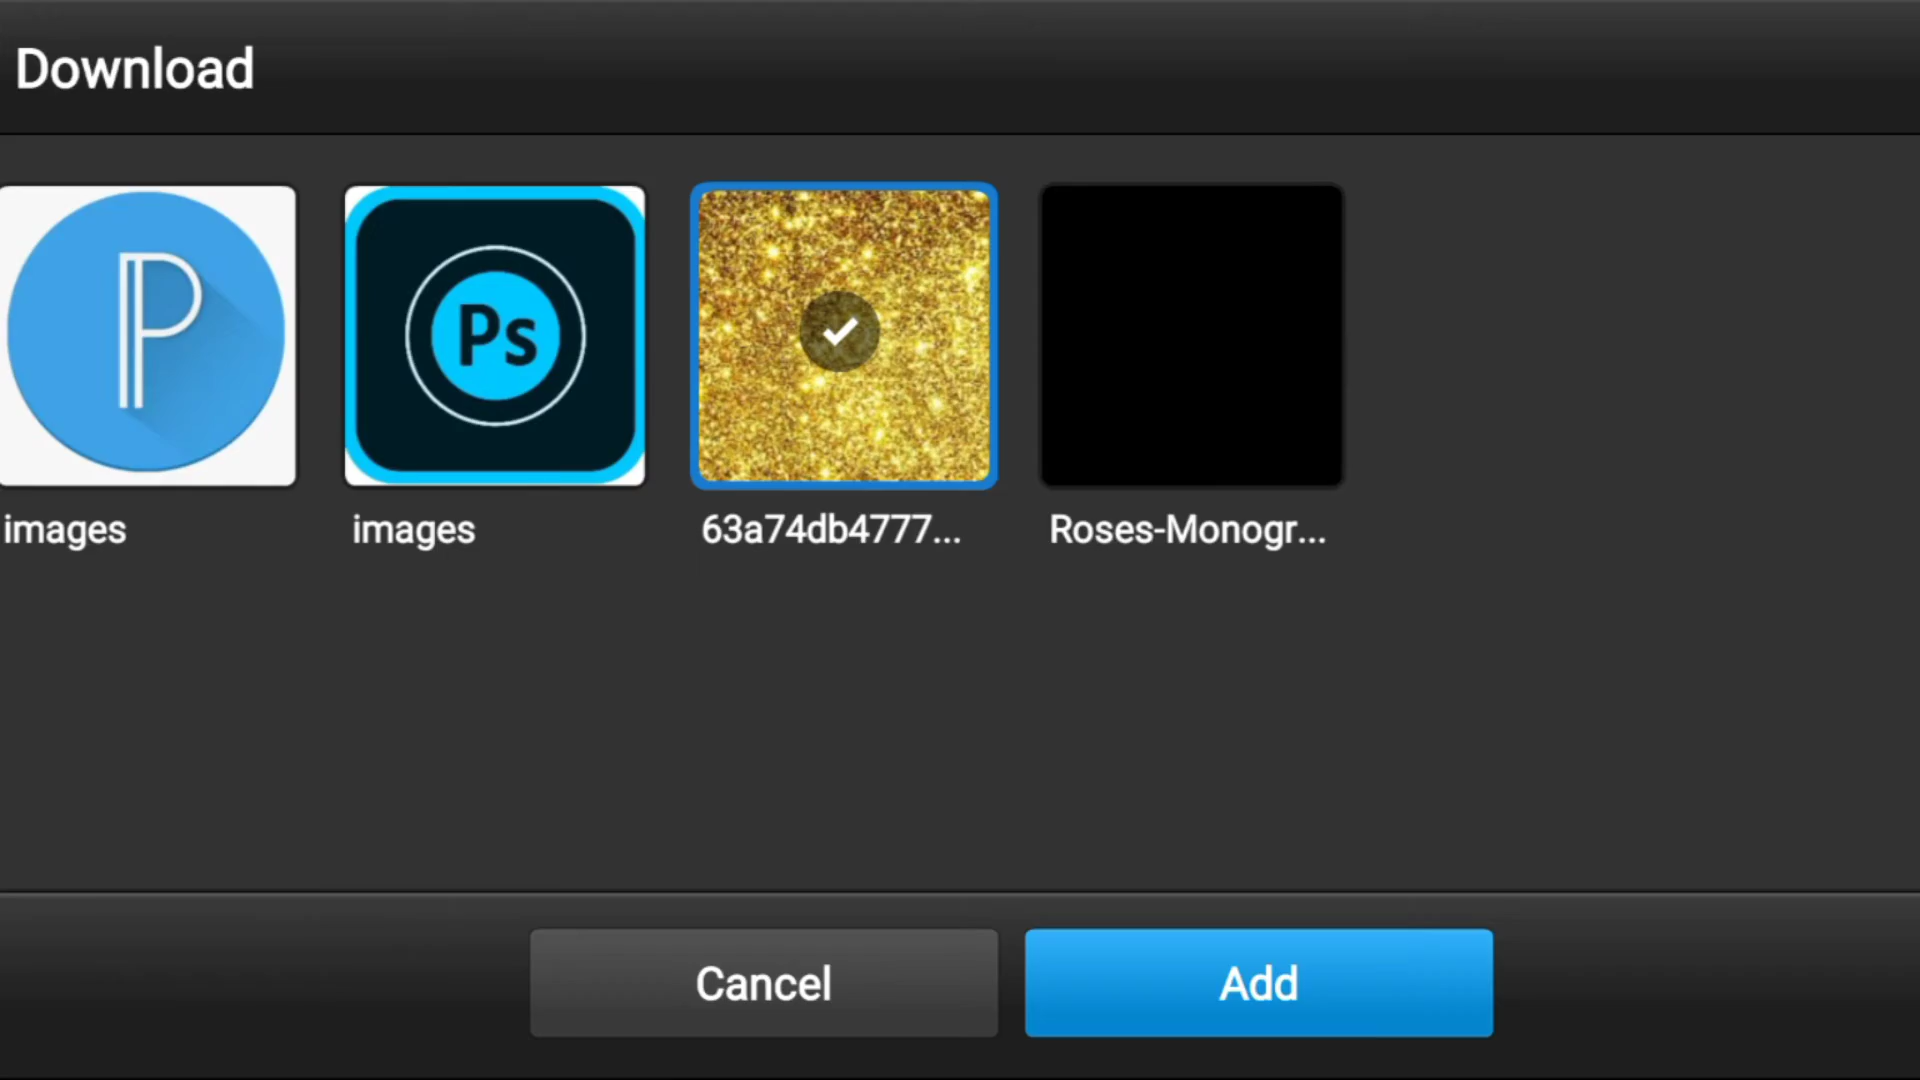 Download
P
Ps
images
images
63a74db4777...
Roses-Monogr...
Cancel
Add